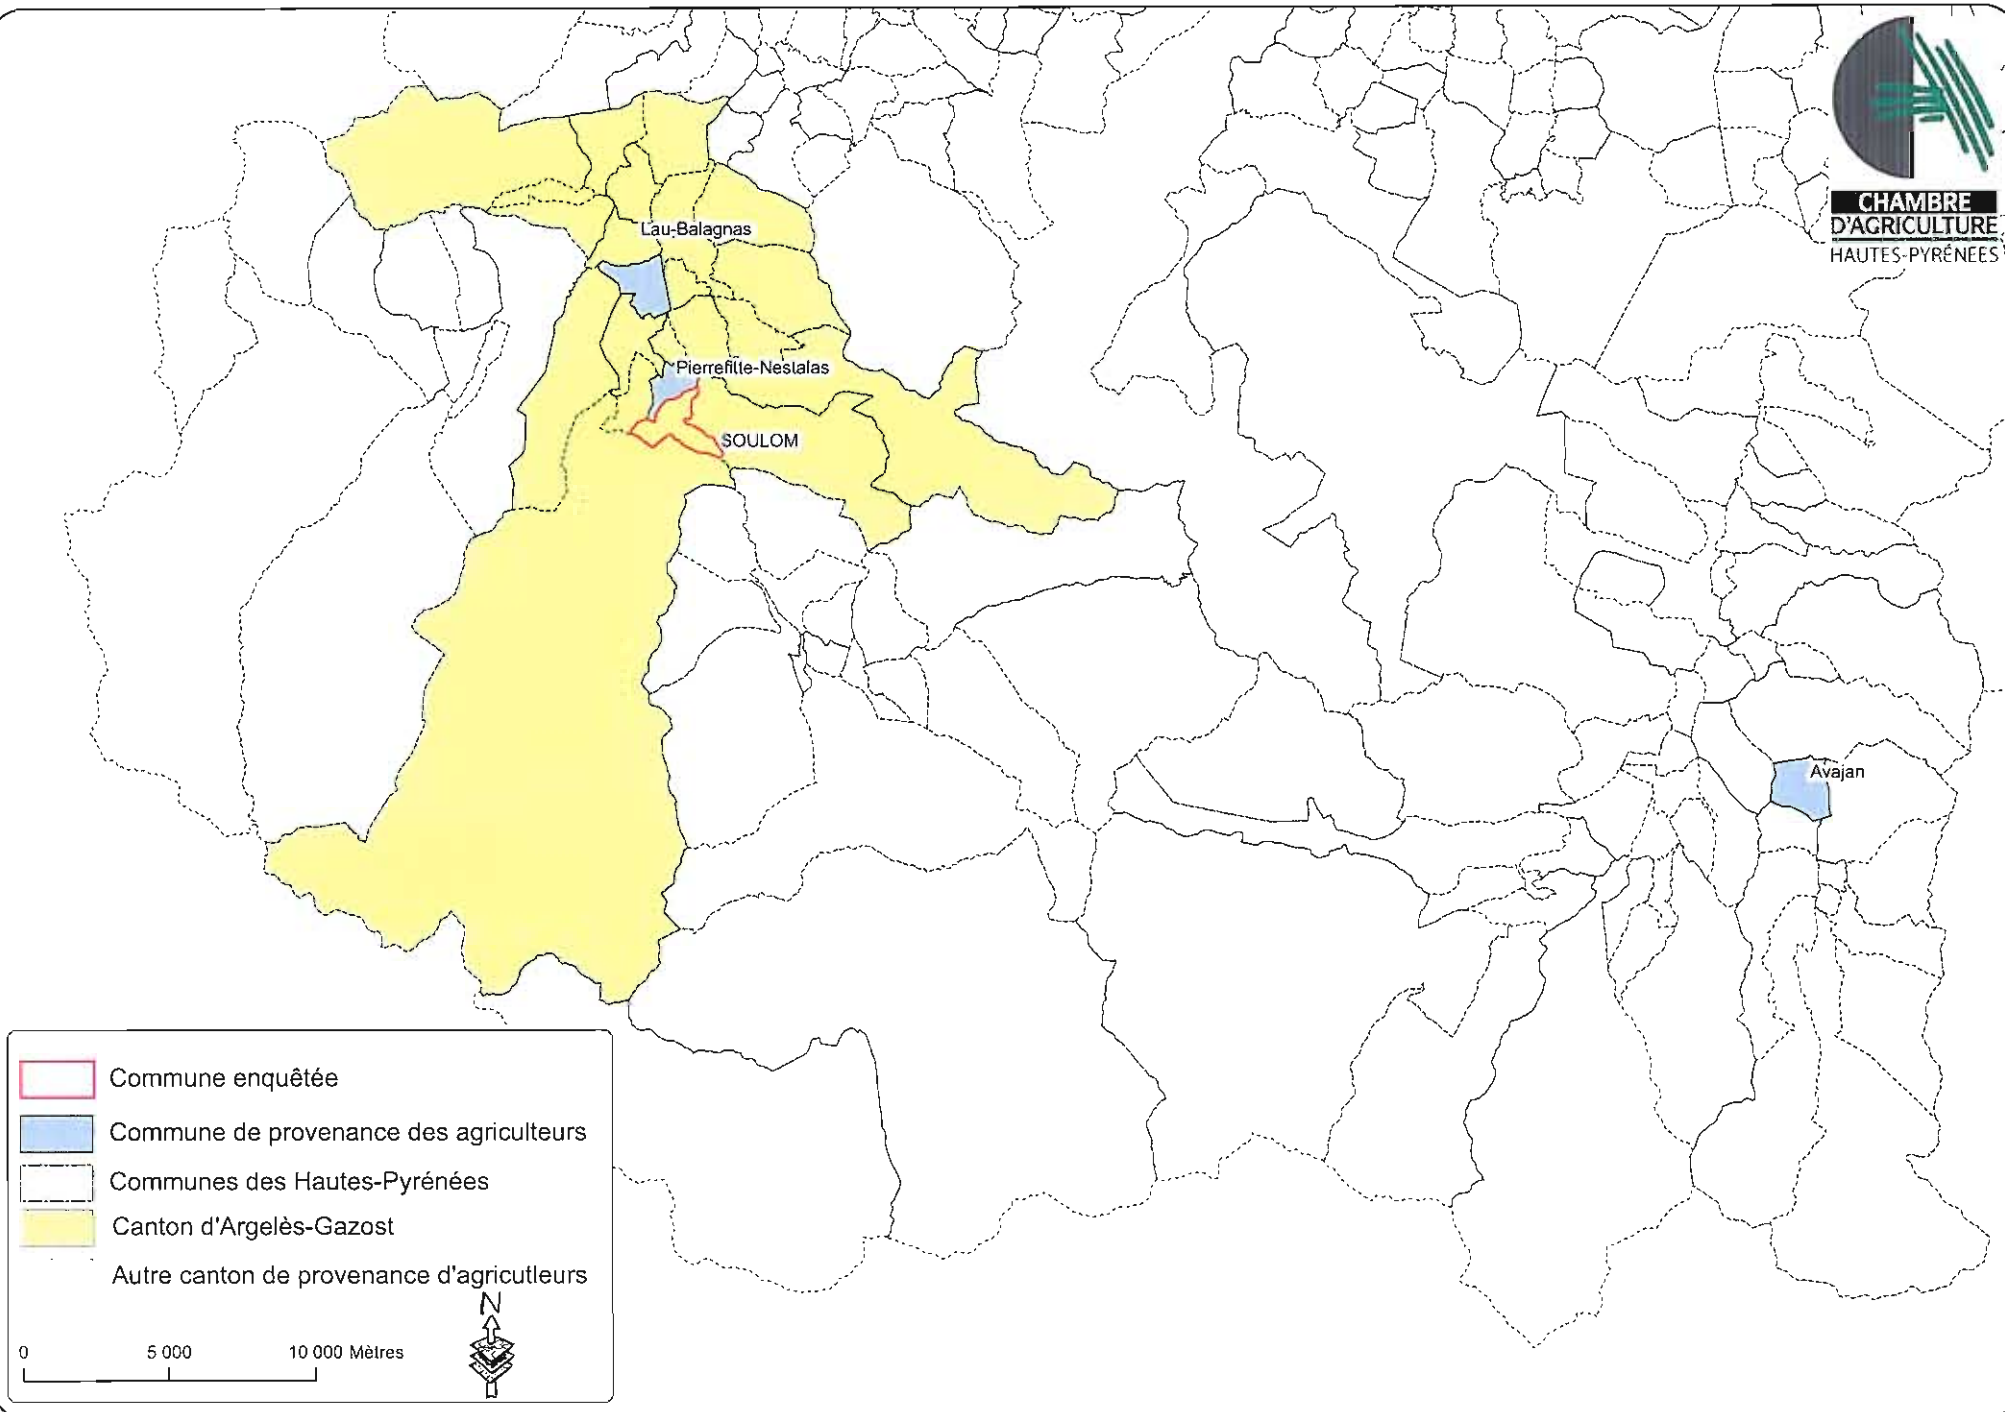 CHAMBRE
D'AGRICULTURE
HAUTES-PYRÉNÉES
Lau-Balagnas
Pierrefitte-Nestalas
SOULOM
Avajan
Commune enquêtée
Commune de provenance des agriculteurs
Communes des Hautes-Pyrénées
Canton d'Argelès-Gazost
Autre canton de provenance d'agricutleurs
N
0 5 000 10 000 Mètres